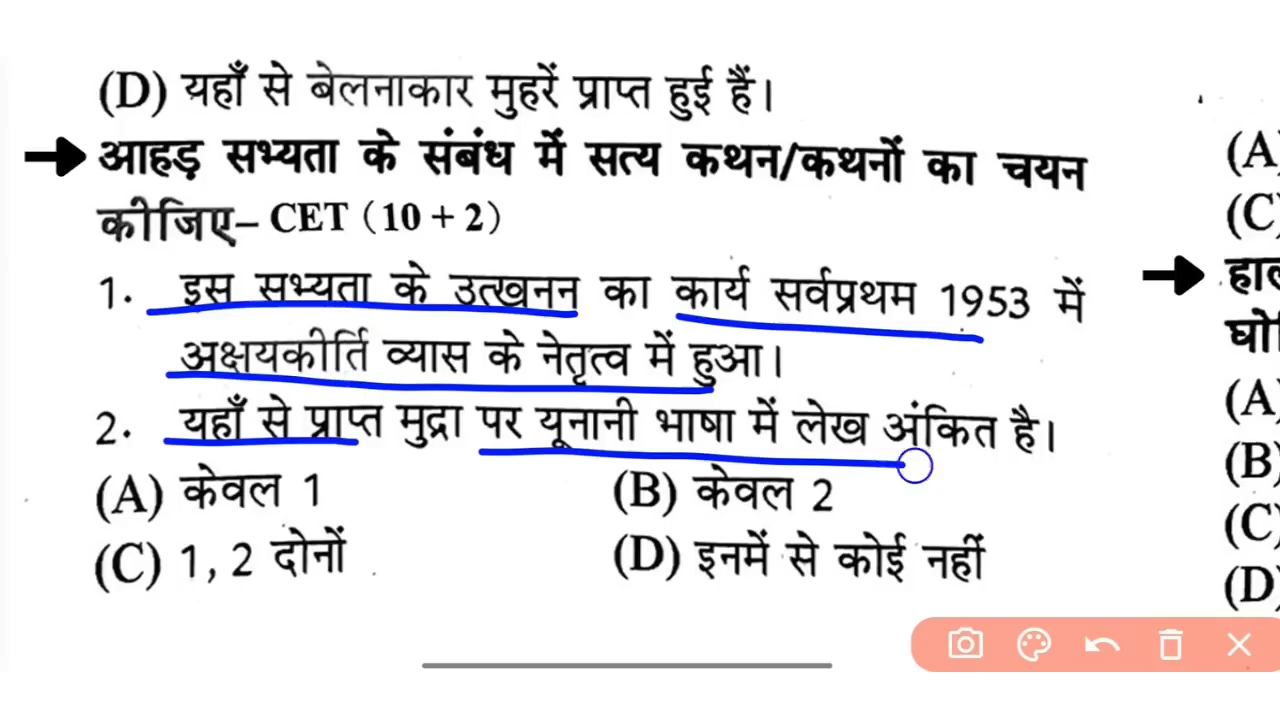 (D) यहाँ से बेलनाकार मुहरें प्राप्त हुई हैं।
आहड़ सभ्यता के संबंध में सत्य कथन/कथनों का चयन
कीजिए– CET (10 + 2)
1. इस सभ्यता के उत्खनन का कार्य सर्वप्रथम 1953 में
अक्षयकीर्ति व्यास के नेतृत्व में हुआ।
2. यहाँ से प्राप्त मुद्रा पर यूनानी भाषा में लेख अंकित है।
(A) केवल 1 (B) केवल 2
(C) 1, 2 दोनों (D) इनमें से कोई नहीं
(A)
(C)
(A)
(B)
(C)
(D)